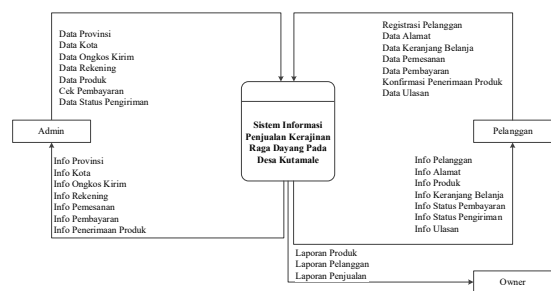 Data Provinsi
Data Kota
Data Ongkos Kirim
Data Rekening
Data Produk
Cek Pembayaran
Data Status Pengiriman
Registrasi Pelanggan
Data Alamat
Data Keranjang Belanja
Data Pemesanan
Data Pembayaran
Konfirmasi Penerimaan Produk
Data Ulasan
Admin
Sistem Informasi
Penjualan Kerajinan
Raga Dayang Pada
Desa Kutamale
Pelanggan
Info Provinsi
Info Kota
Info Ongkos Kirim
Info Rekening
Info Pemesanan
Info Pembayaran
Info Penerimaan Produk
Info Pelanggan
Info Alamat
Info Produk
Info Keranjang Belanja
Info Status Pembayaran
Info Status Pengiriman
Info Ulasan
Laporan Produk
Laporan Pelanggan
Laporan Penjualan
Owner